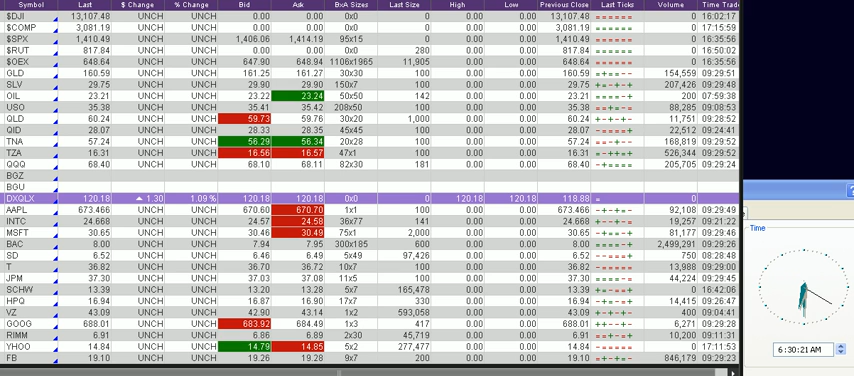 Symbol Last $ Change % Change Bid Ask BxA Sizes Last Size High Low Previous Close Last Ticks Volume Time Trade
$DJI 13,107.48 UNCH UNCH 0.00 0.00 0x0 0 0.00 0.00 13,107.48 ====== 0 16:02:17
$COMP 3,081.19 UNCH UNCH 0.00 0.00 0x0 0 0.00 0.00 3,081.19 ====== 0 17:15:59
$SPX 1,410.49 UNCH UNCH 1,406.06 1,414.19 95x15 0 0.00 0.00 1,410.49 ====== 0 16:35:56
$RUT 817.84 UNCH UNCH 0.00 0.00 0x0 280 0.00 0.00 817.84 ====== 0 16:50:02
$OEX 648.64 UNCH UNCH 647.90 648.94 1106x1965 11,905 0.00 0.00 648.64 ====== 0 16:35:56
GLD 160.59 UNCH UNCH 161.25 161.27 30x30 100 0.00 0.00 160.59 154,559 09:29:51
SLV 29.75 UNCH UNCH 29.90 29.90 150x7 100 0.00 0.00 29.75 207,426 09:29:48
OIL 23.21 UNCH UNCH 23.22 23.24 50x50 142 0.00 0.00 23.21 200 07:59:38
USO 35.38 UNCH UNCH 35.41 35.42 208x50 100 0.00 0.00 35.38 88,285 09:08:53
QLD 60.24 UNCH UNCH 59.73 59.76 30x20 1,000 0.00 0.00 60.24 11,751 09:28:52
QID 28.07 UNCH UNCH 28.33 28.35 45x45 100 0.00 0.00 28.07 22,512 09:24:41
TNA 57.54 UNCH UNCH 56.29 56.34 20x28 100 0.00 0.00 57.54 168,819 09:29:52
TZA 16.31 UNCH UNCH 16.56 16.57 47x1 100 0.00 0.00 16.31 526,344 09:29:52
QQQ 68.40 UNCH UNCH 68.10 68.11 82x30 181 0.00 0.00 68.40 205,705 09:29:24
BGZ
BGU
DXQLX 120.18 1.30 1.09 % 120.18 120.18 0x0 0 120.18 120.18 118.88 = 0
AAPL 673.466 UNCH UNCH 670.60 670.70 1x1 100 0.00 0.00 673.466 92,108 09:29:49
INTC 24.668 UNCH UNCH 24.57 24.58 36x77 141 0.00 0.00 24.668 19,257 09:21:22
MSFT 30.65 UNCH UNCH 30.46 30.49 75x1 2,000 0.00 0.00 30.65 81,177 09:29:46
BAC 8.00 UNCH UNCH 7.94 7.95 300x185 600 0.00 0.00 8.00 2,499,291 09:29:26
SD 6.52 UNCH UNCH 6.46 6.49 5x49 97,426 0.00 0.00 6.52 750 08:28:48
T 36.82 UNCH UNCH 36.70 36.72 10x7 100 0.00 0.00 36.82 13,988 09:29:00
JPM 37.30 UNCH UNCH 37.03 37.08 11x5 100 0.00 0.00 37.30 44,224 09:29:45
SCHW 13.39 UNCH UNCH 13.20 13.28 5x7 165,478 0.00 0.00 13.39 0 16:42:06
HPQ 16.94 UNCH UNCH 16.87 16.90 17x7 330 0.00 0.00 16.94 14,415 09:26:47
VZ 43.09 UNCH UNCH 42.90 43.14 1x2 593,058 0.00 0.00 43.09 400 09:04:41
GOOG 688.01 UNCH UNCH 683.92 684.49 1x3 417 0.00 0.00 688.01 6,271 09:29:28
RIMM 6.91 UNCH UNCH 6.86 6.89 2x30 45,719 0.00 0.00 6.91 10,200 09:11:31
YHOO 14.84 UNCH UNCH 14.79 14.85 5x2 277,477 0.00 0.00 14.84 0 17:11:53
FB 19.10 UNCH UNCH 19.26 19.28 9x7 200 0.00 0.00 19.10 846,179 09:29:23
Time
6:30:21 AM